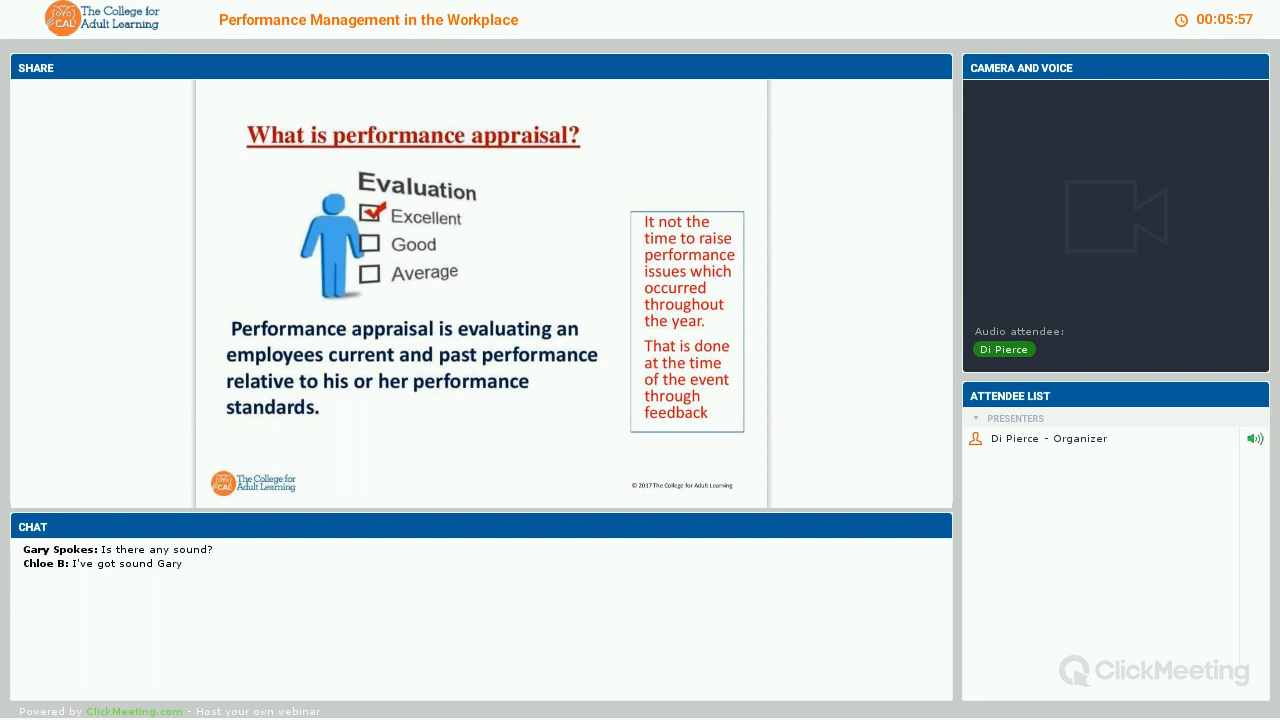 The College for
Adult Learning
CAL
Performance Management in the Workplace
00:05:57
SHARE
What is performance appraisal?
Evaluation
Excellent
Good
Average
Performance appraisal is evaluating an
employees current and past performance
relative to his or her performance
standards.
It not the
time to raise
performance
issues which
occurred
throughout
the year.
That is done
at the time
of the event
through
feedback
CAL
The College for
Adult Learning
© 2017 The College for Adult Learning
CAMERA AND VOICE
Audio attendee:
Di Pierce
ATTENDEE LIST
PRESENTERS
Di Pierce - Organizer
CHAT
Gary Spokes: Is there any sound?
Chloe B: I've got sound Gary
ClickMeeting
Powered by ClickMeeting.com - Host your own webinar